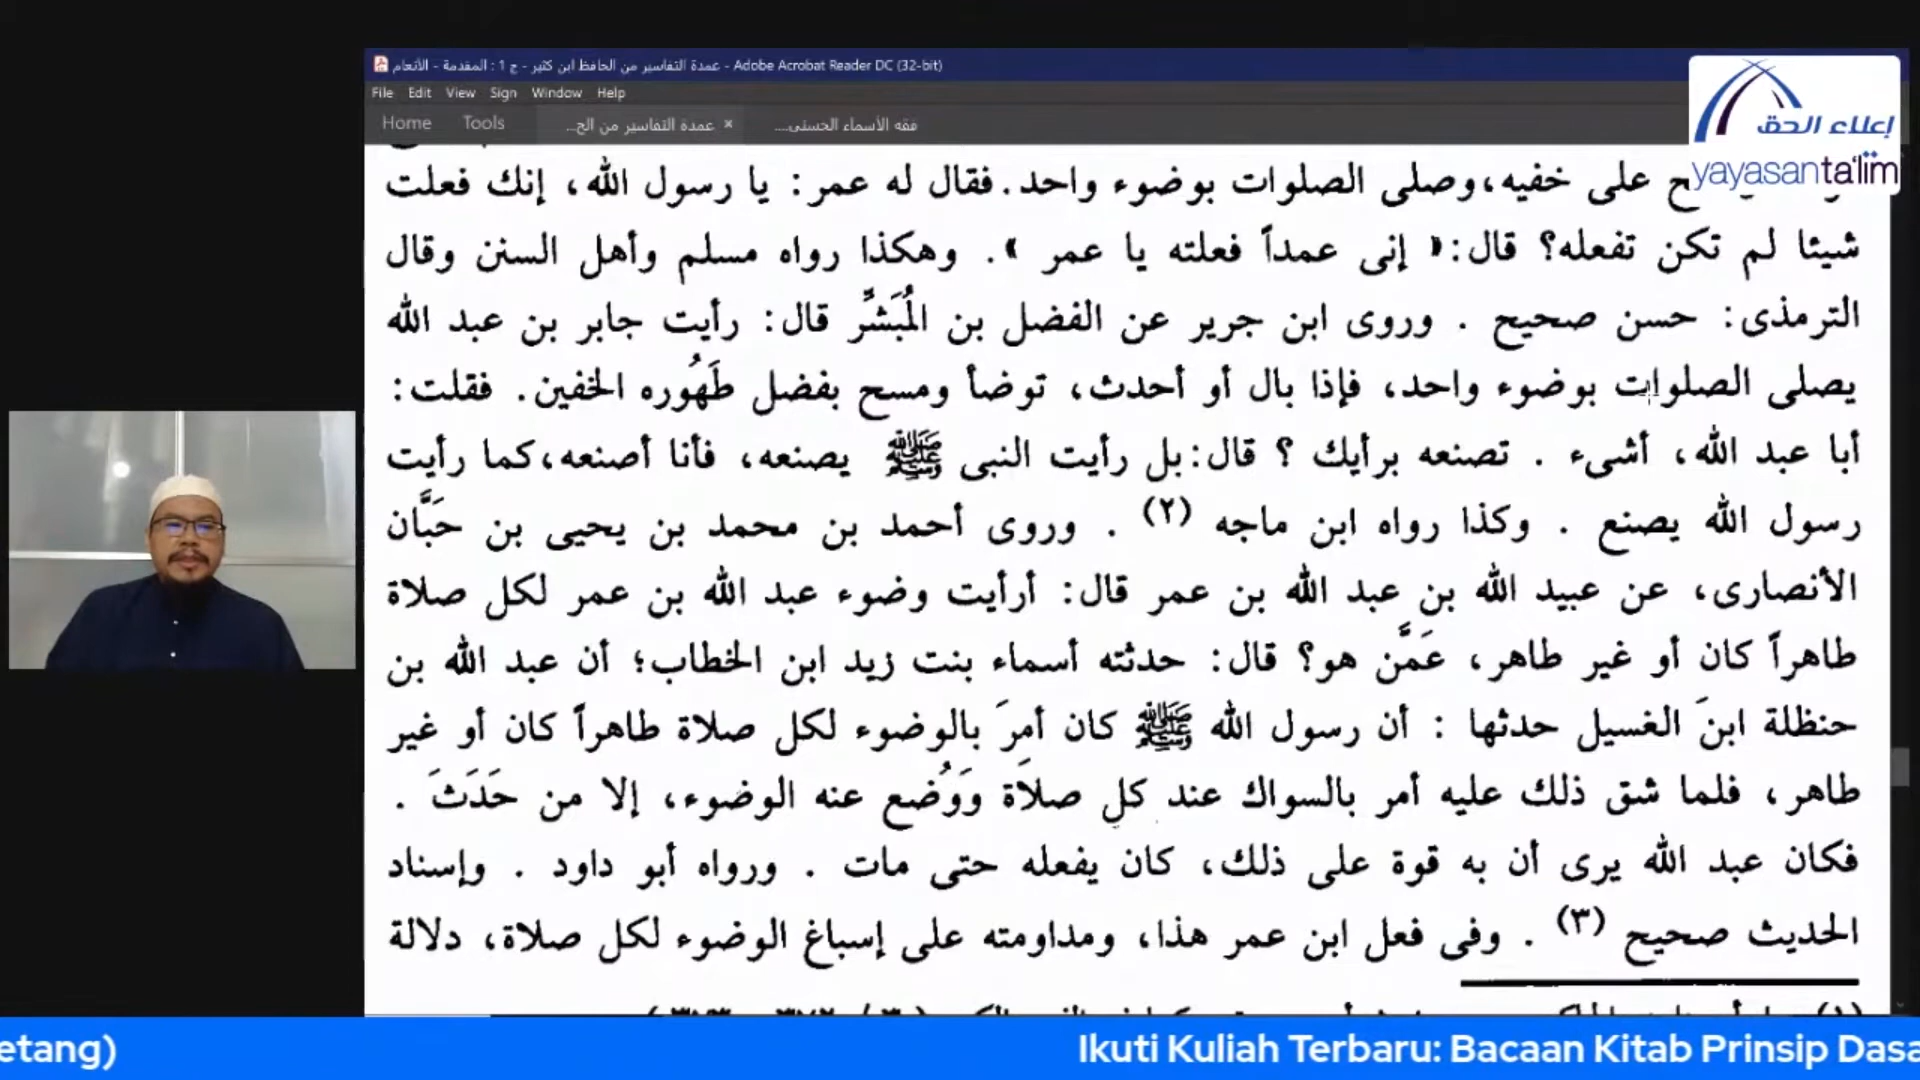 عمدة التفاسير من الحافظ ابن كثير - ج 1 : المقدمة - الأنعام - Adobe Acrobat Reader DC (32-bit)
File Edit View Sign Window Help
Home Tools عمدة التفاسير من الح... × فقه الأسماء الحسنى....
إعلاء الحق
yayasanta'lim
على خفيه، وصلى الصلوات بوضوء واحد. فقال له عمر: يا رسول الله، إنك فعلت
شيئا لم تكن تفعله؟ قال: « إنى عمداً فعلته يا عمر ». وهكذا رواه مسلم وأهل السنن وقال
الترمذى: حسن صحيح . وروى ابن جرير عن الفضل بن المُبَشِّر قال: رأيت جابر بن عبد الله
يصلى الصلوات بوضوء واحد، فإذا بال أو أحدث، توضأ ومسح بفضل طَهُوره الخفين. فقلت:
أبا عبد الله، أشىء . تصنعه برأيك ؟ قال: بل رأيت النبى ﷺ يصنعه، فأنا أصنعه، كما رأيت
رسول الله يصنع . وكذا رواه ابن ماجه (٢) . وروى أحمد بن محمد بن يحيى بن حَبَّان
الأنصارى، عن عبيد الله بن عبد الله بن عمر قال: أرأيت وضوء عبد الله بن عمر لكل صلاة
طاهراً كان أو غير طاهر، عَمَّن هو؟ قال: حدثته أسماء بنت زيد ابن الخطاب؛ أن عبد الله بن
حنظلة ابنَ الغسيل حدثها : أن رسول الله ﷺ كان أمِرَ بالوضوء لكل صلاة طاهراً كان أو غير
طاهر، فلما شق ذلك عليه أمر بالسواك عند كل صلاة وَوُضع عنه الوضوء، إلا من حَدَثَ .
فكان عبد الله يرى أن به قوة على ذلك، كان يفعله حتى مات . ورواه أبو داود . وإسناد
الحديث صحيح (٣) . وفى فعل ابن عمر هذا، ومداومته على إسباغ الوضوء لكل صلاة، دلالة
etang) Ikuti Kuliah Terbaru: Bacaan Kitab Prinsip Dasa